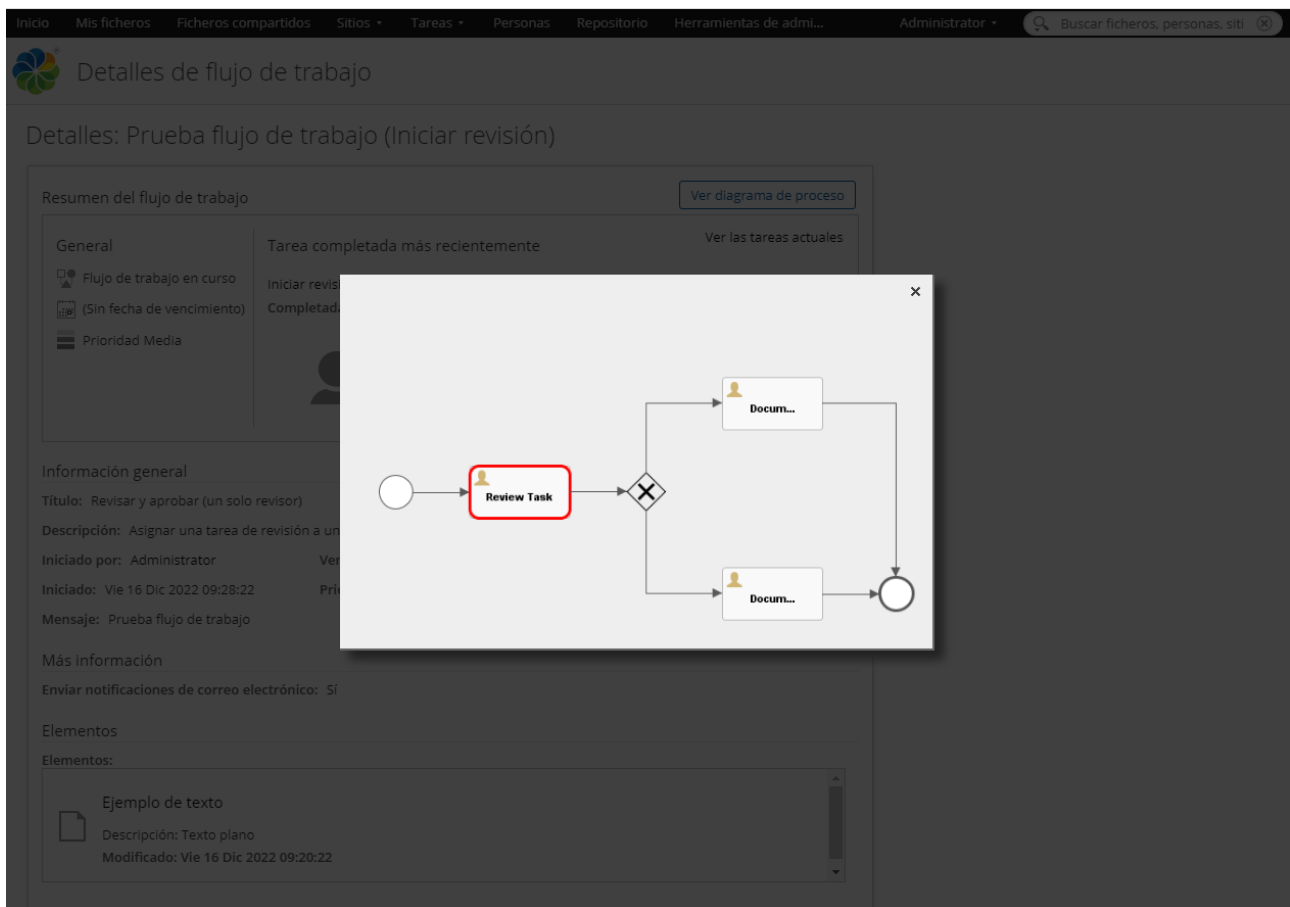 Inicio Mis ficheros Ficheros compartidos Sitios Tareas Personas Repositorio Herramientas de admi... Administrator Buscar ficheros, personas, siti
Detalles de flujo de trabajo
Detalles: Prueba flujo de trabajo (Iniciar revisión)
Resumen del flujo de trabajo Ver diagrama de proceso
General Tarea completada más recientemente Ver las tareas actuales
Flujo de trabajo en curso Iniciar revis
(Sin fecha de vencimiento) Completad
Prioridad Media
×
Docum...
Review Task
Docum...
Información general
Título: Revisar y aprobar (un solo revisor)
Descripción: Asignar una tarea de revisión a un
Iniciado por: Administrator Ver
Iniciado: Vie 16 Dic 2022 09:28:22 Pri
Mensaje: Prueba flujo de trabajo
Más información
Enviar notificaciones de correo electrónico: Sí
Elementos
Elementos:
Ejemplo de texto
Descripción: Texto plano
Modificado: Vie 16 Dic 2022 09:20:22